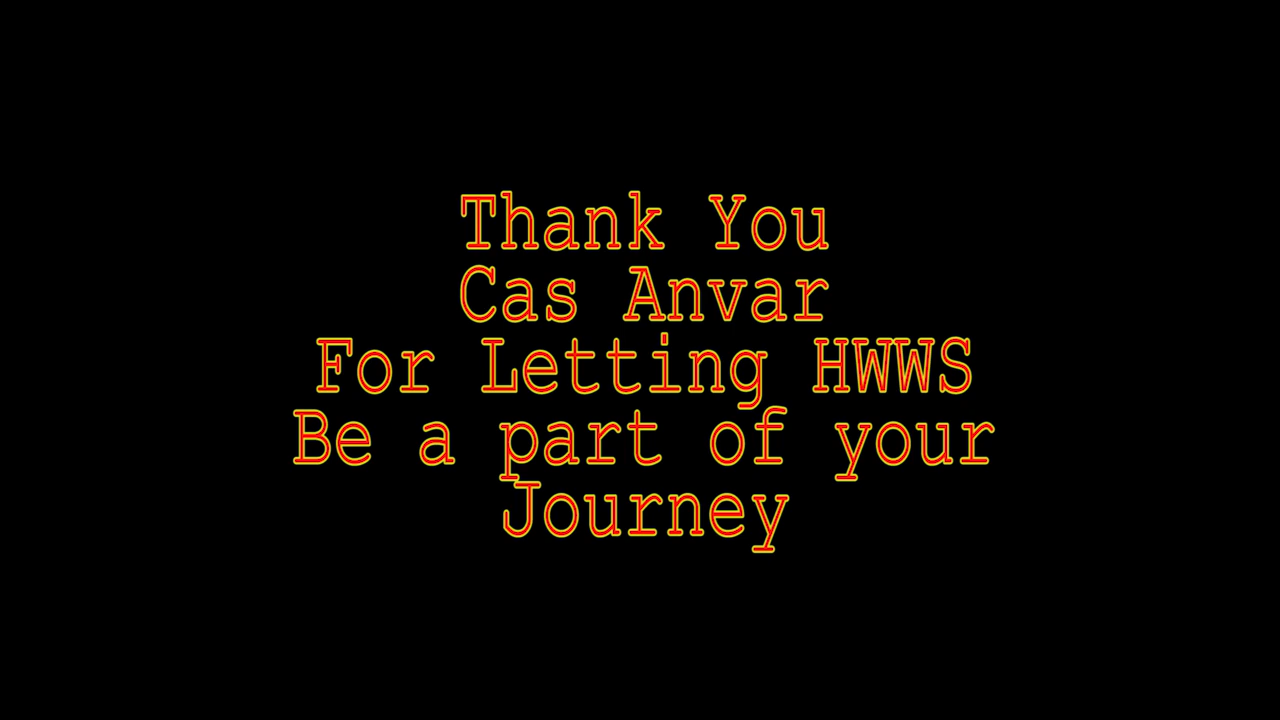 Thank You
Cas Anvar
For Letting HWWS
Be a part of your
Journey